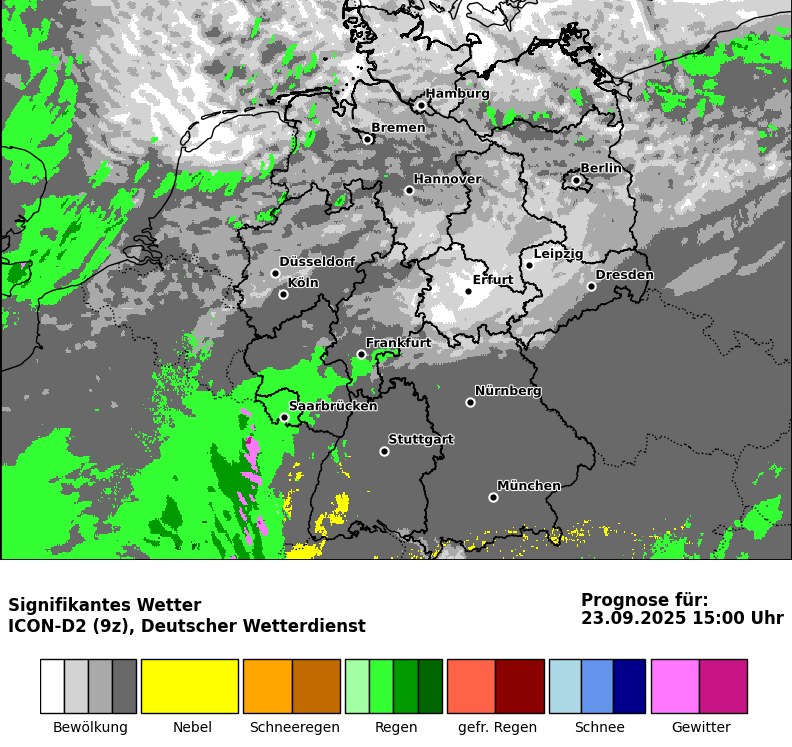 Hamburg
Bremen
Berlin
Hannover
Leipzig
Düsseldorf
Dresden
Köln
Erfurt
Frankfurt
Nürnberg
Saarbrücken
Stuttgart
München
Signifikantes Wetter
ICON-D2 (9z), Deutscher Wetterdienst
Prognose für:
23.09.2025 15:00 Uhr
Bewölkung Nebel Schneeregen Regen gefr. Regen Schnee Gewitter